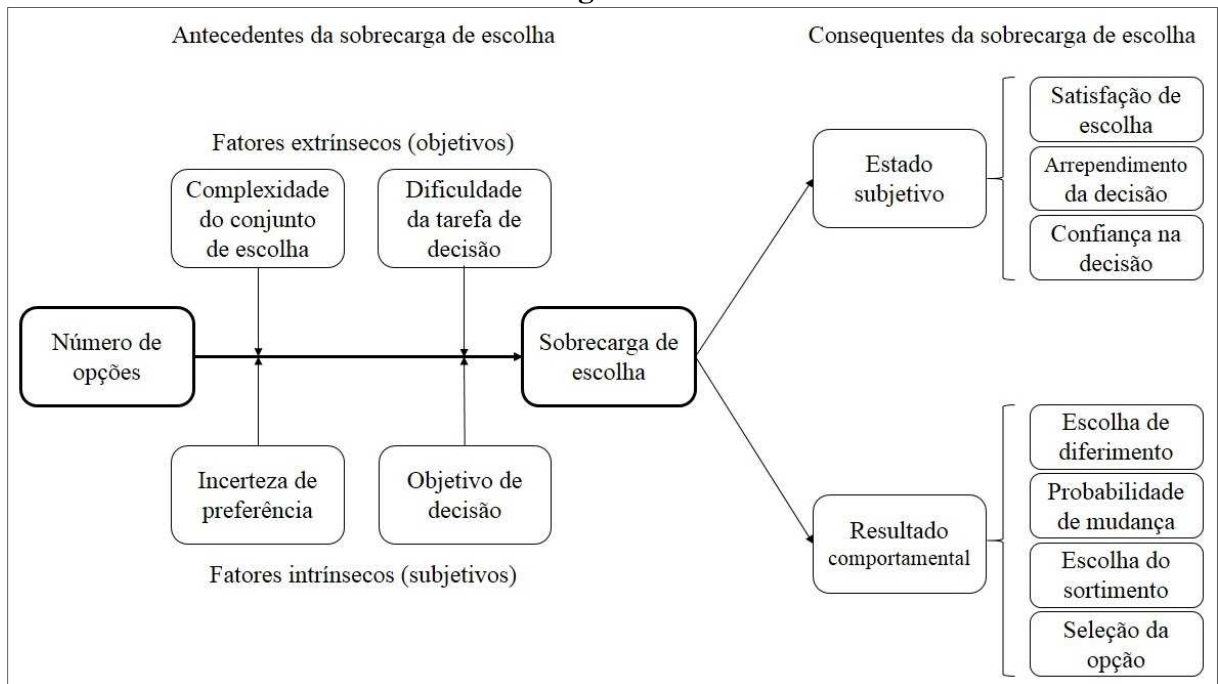 Antecedentes da sobrecarga de escolha
Consequentes da sobrecarga de escolha
Fatores extrínsecos (objetivos)
Complexidade
do conjunto
de escolha
Dificuldade
da tarefa de
decisão
Número de
opções
Sobrecarga de
escolha
Incerteza de
preferência
Objetivo de
decisão
Fatores intrínsecos (subjetivos)
Estado
subjetivo
Satisfação de
escolha
Arrependimento
da decisão
Confiança na
decisão
Resultado
comportamental
Escolha de
diferimento
Probabilidade
de mudança
Escolha do
sortimento
Seleção da
opção